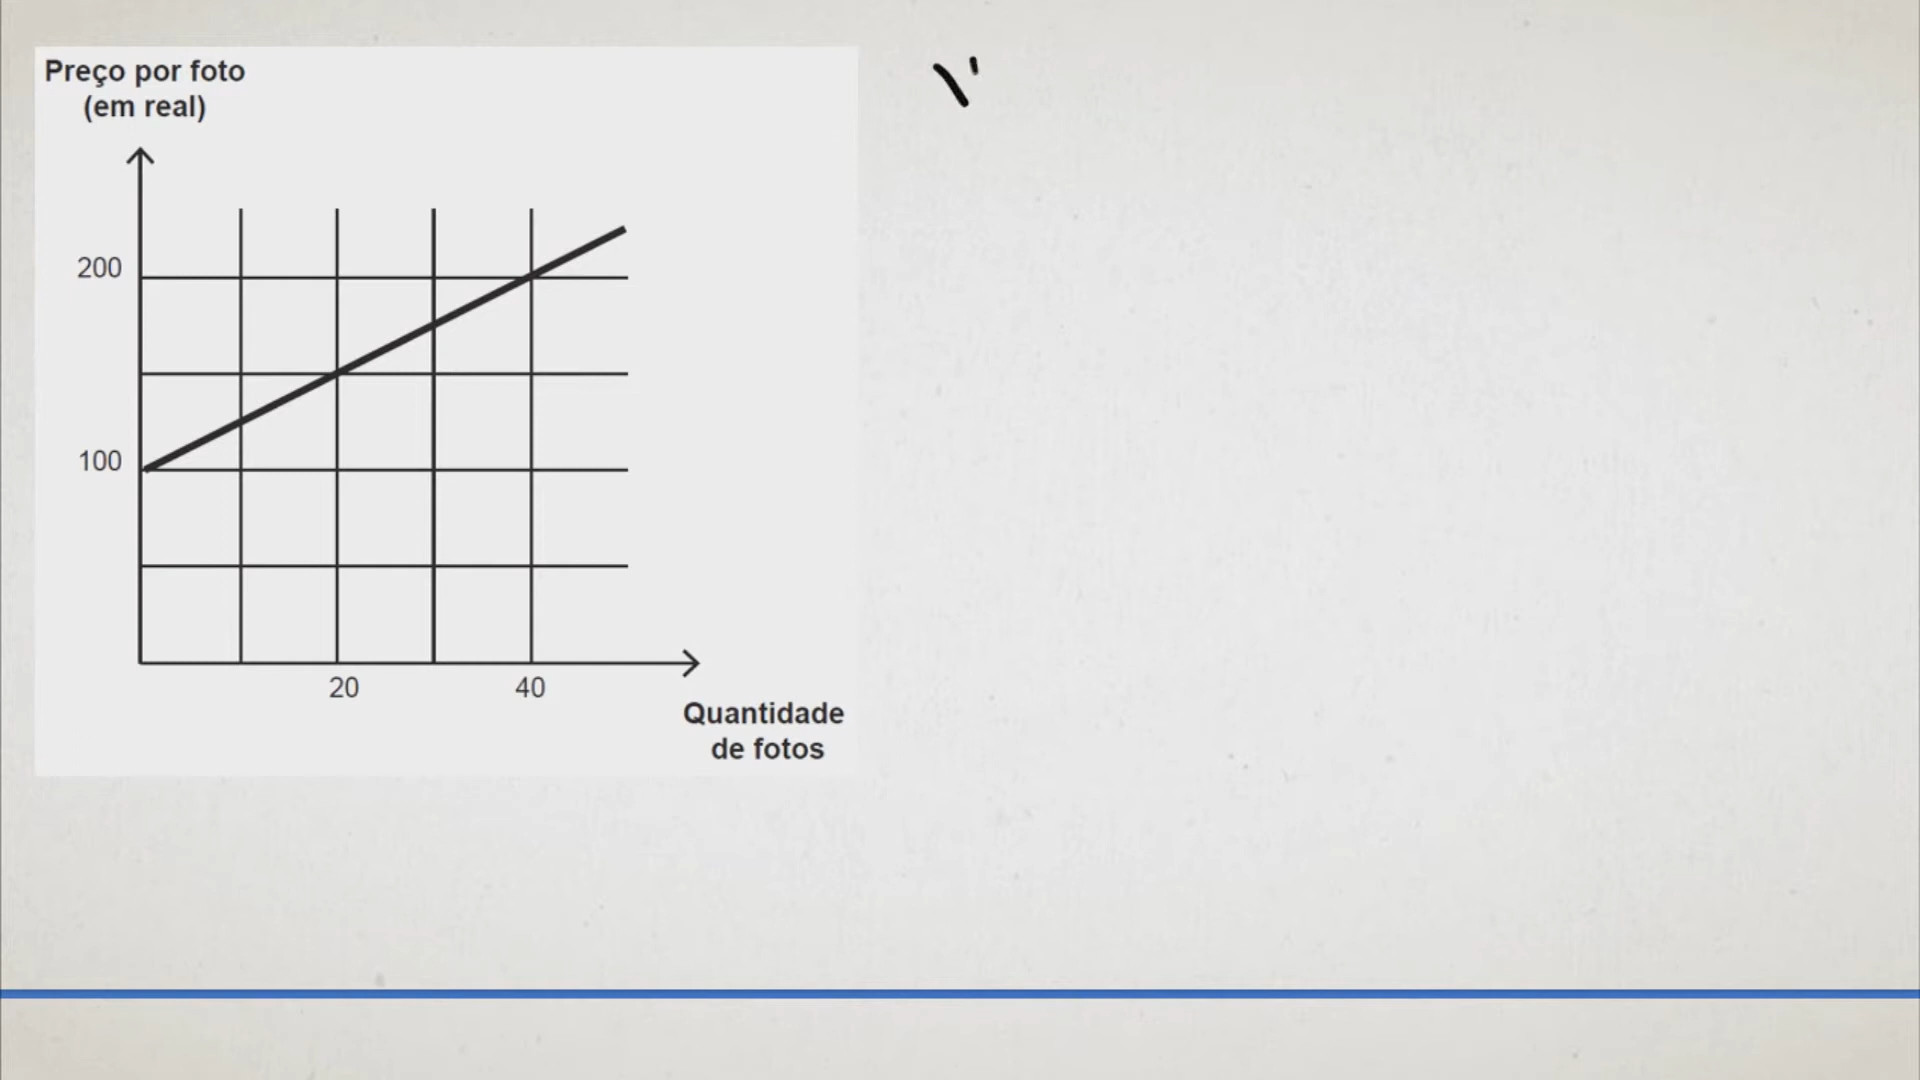 Preço por foto
(em real)
200
100
20
40
Quantidade
de fotos